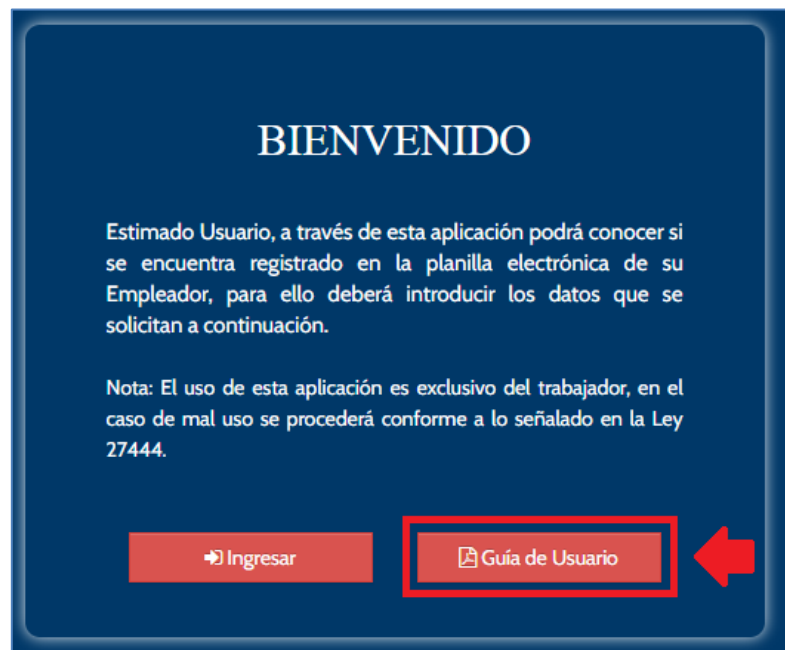 BIENVENIDO
Estimado Usuario, a través de esta aplicación podrá conocer si
se encuentra registrado en la planilla electrónica de su
Empleador, para ello deberá introducir los datos que se
solicitan a continuación.
Nota: El uso de esta aplicación es exclusivo del trabajador, en el
caso de mal uso se procederá conforme a lo señalado en la Ley
27444.
Ingresar
Guía de Usuario